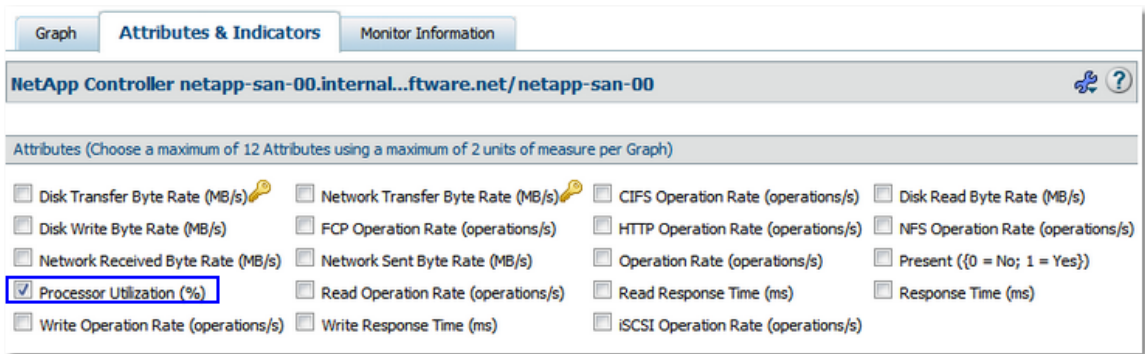 Graph Attributes & Indicators Monitor Information
NetApp Controller netapp-san-00.internal...ftware.net/netapp-san-00
Attributes (Choose a maximum of 12 Attributes using a maximum of 2 units of measure per Graph)
Disk Transfer Byte Rate (MB/s) Network Transfer Byte Rate (MB/s) CIFS Operation Rate (operations/s) Disk Read Byte Rate (MB/s)
Disk Write Byte Rate (MB/s) FCP Operation Rate (operations/s) HTTP Operation Rate (operations/s) NFS Operation Rate (operations/s)
Network Received Byte Rate (MB/s) Network Sent Byte Rate (MB/s) Operation Rate (operations/s) Present ({0 = No; 1 = Yes})
Processor Utilization (%) Read Operation Rate (operations/s) Read Response Time (ms) Response Time (ms)
Write Operation Rate (operations/s) Write Response Time (ms) iSCSI Operation Rate (operations/s)